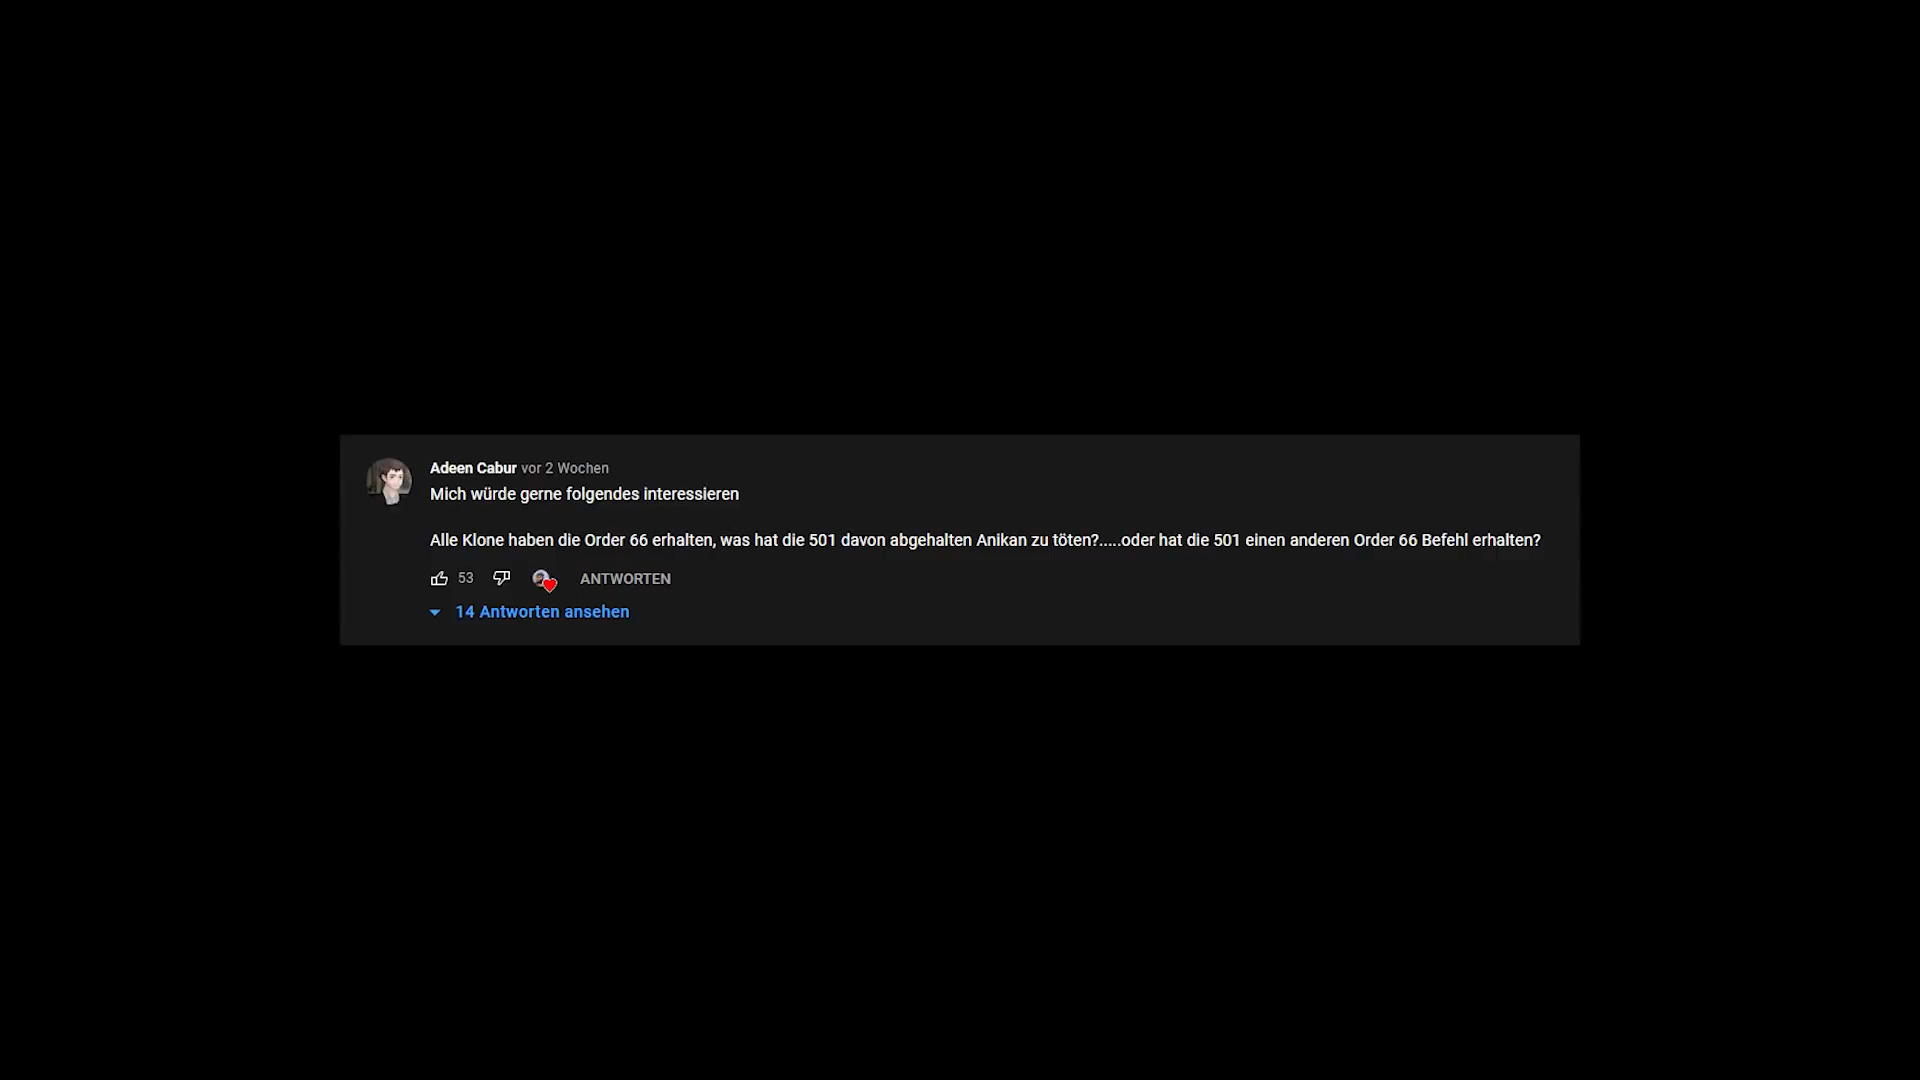 Adeen Cabur vor 2 Wochen
Mich würde gerne folgendes interessieren
Alle Klone haben die Order 66 erhalten, was hat die 501 davon abgehalten Anikan zu töten?.....oder hat die 501 einen anderen Order 66 Befehl erhalten?
53 ANTWORTEN
14 Antworten ansehen